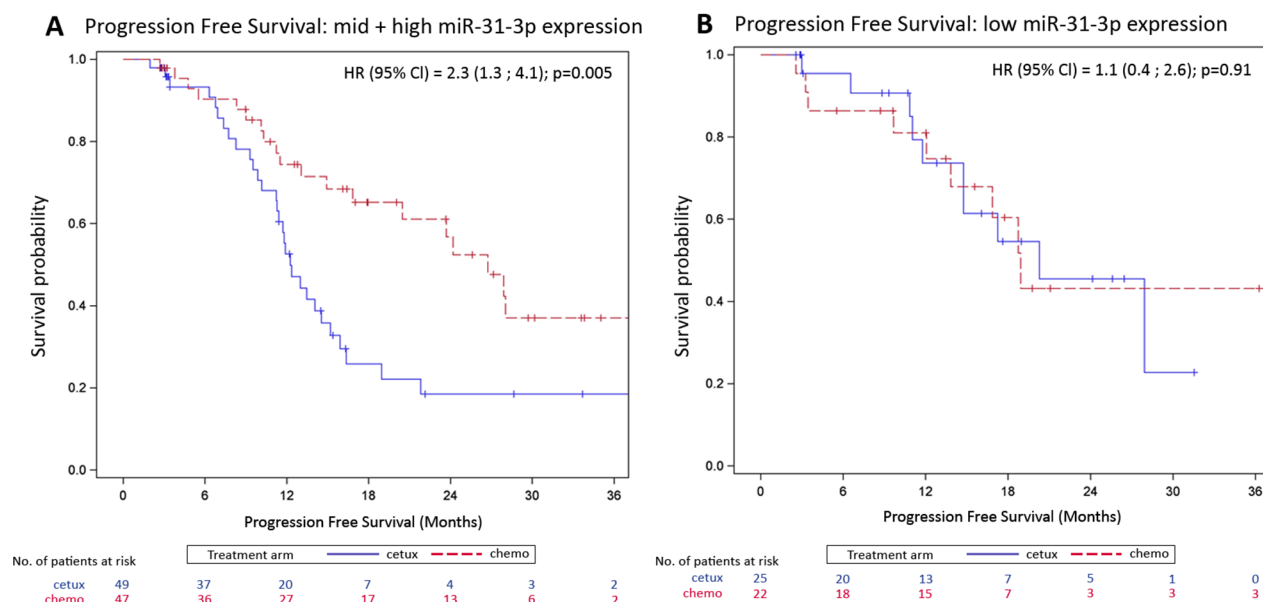 A Progression Free Survival: mid + high miR-31-3p expression
HR (95% CI) = 2.3 (1.3 ; 4.1); p=0.005
Survival probability
1.0
0.8
0.6
0.4
0.2
0.0
0 6 12 18 24 30 36
Progression Free Survival (Months)
No. of patients at risk
Treatment arm cetux chemo
cetux 49 37 20 7 4 3 2
chemo 47 36 27 17 13 6 2
B Progression Free Survival: low miR-31-3p expression
HR (95% CI) = 1.1 (0.4 ; 2.6); p=0.91
Survival probability
1.0
0.8
0.6
0.4
0.2
0.0
0 6 12 18 24 30 36
Progression Free Survival (Months)
No. of patients at risk
Treatment arm cetux chemo
cetux 25 20 13 7 5 1 0
chemo 22 18 15 7 3 3 3